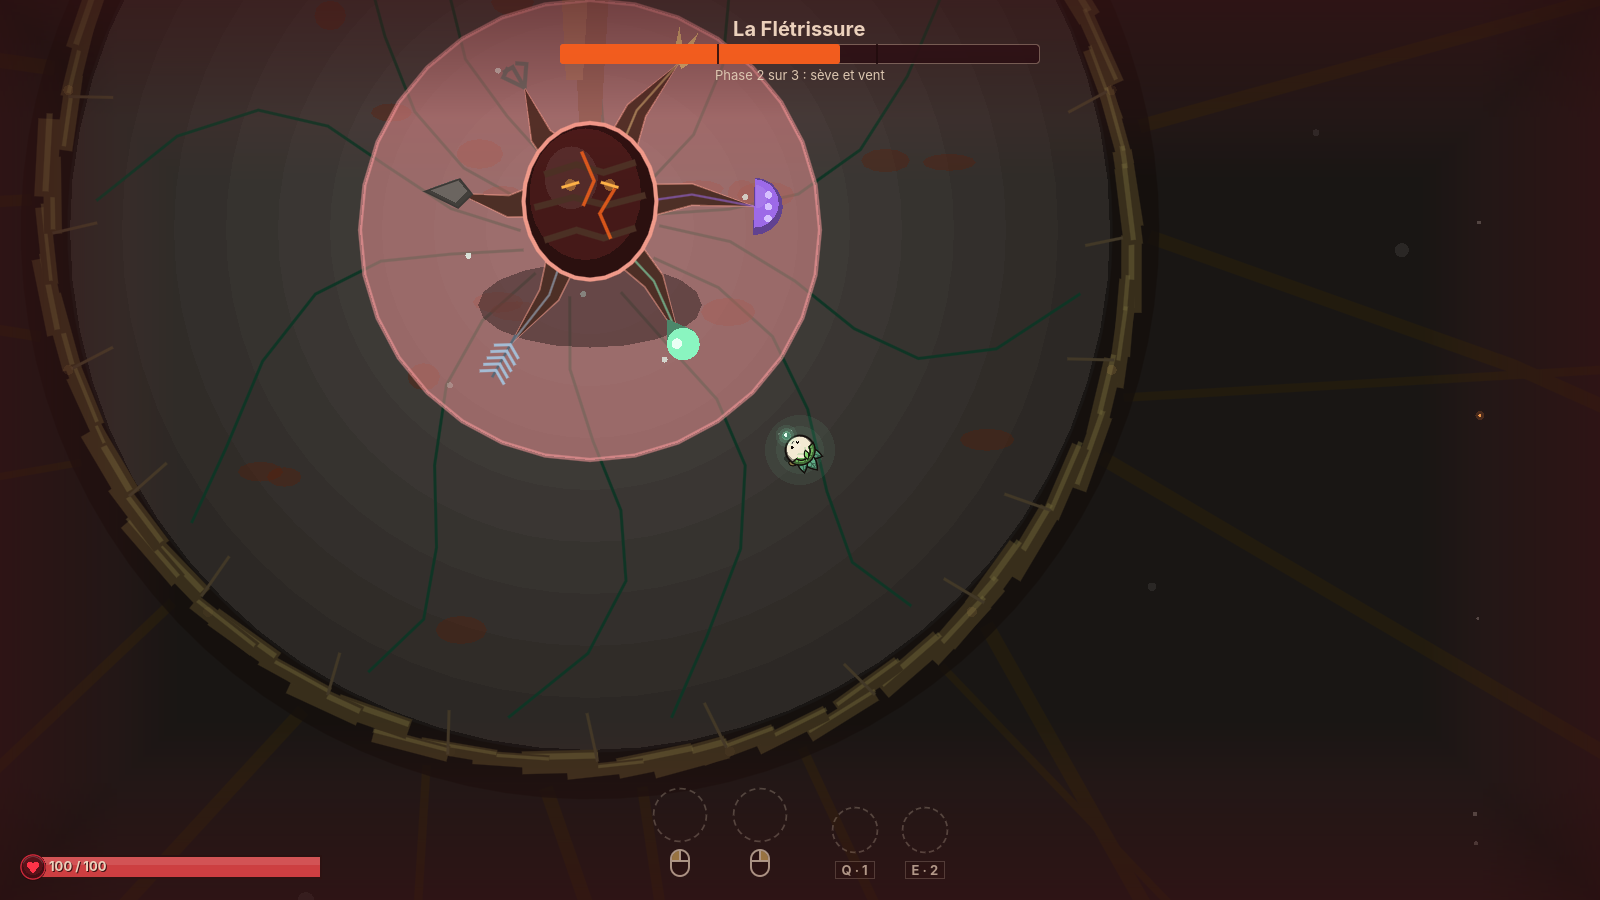 La Flétrissure
Phase 2 sur 3 : sève et vent
100 / 100
Q · 1
E · 2